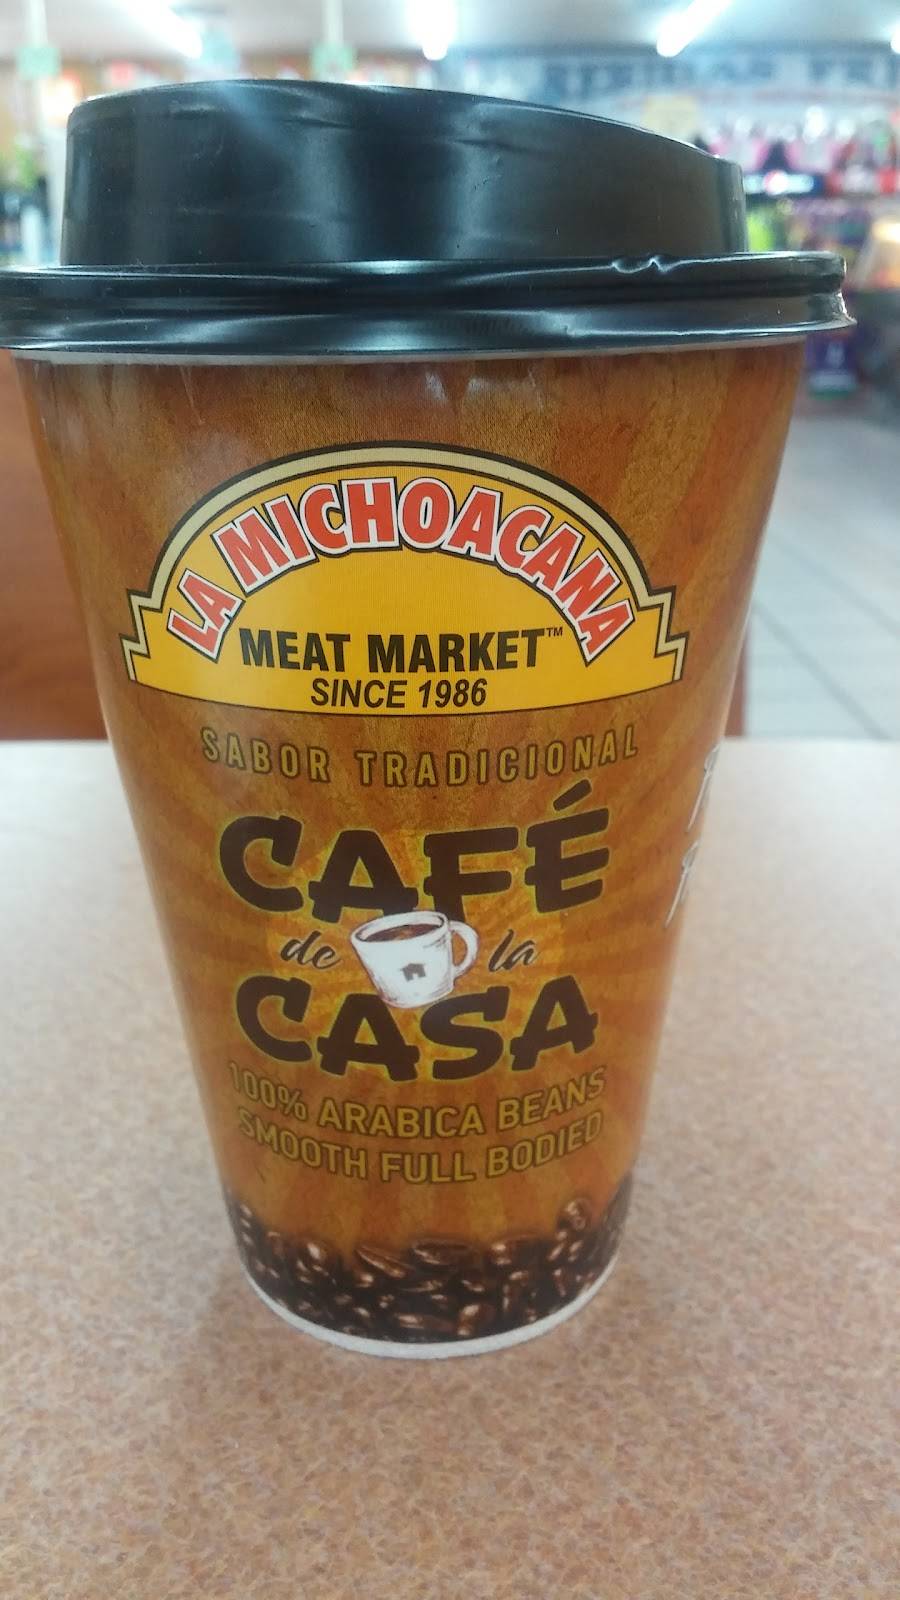 LA MICHOACANA
MEAT MARKET™
SINCE 1986
SABOR TRADICIONAL
CAFÉ
de la
CASA
100% ARABICA BEANS
SMOOTH FULL BODIED